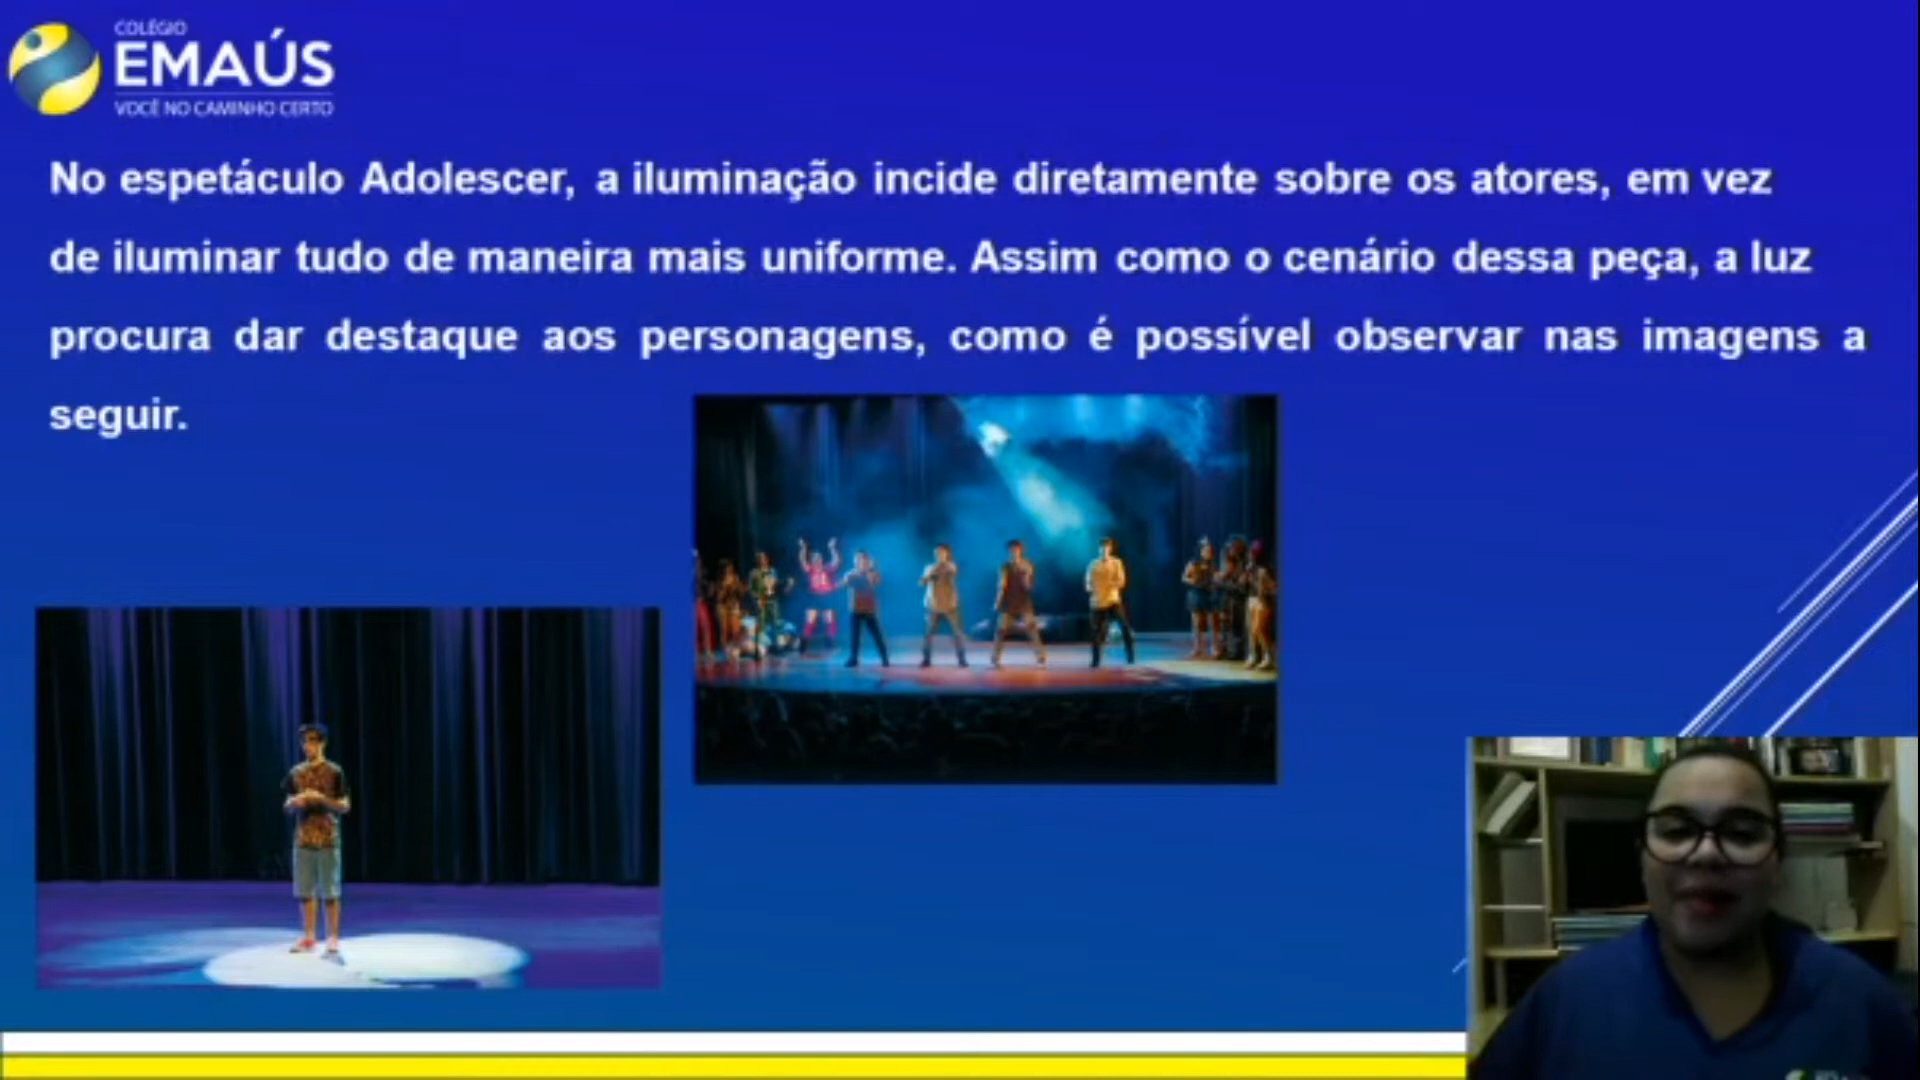 COLÉGIO
EMAÚS
VOCÊ NO CAMINHO CERTO
No espetáculo Adolescer, a iluminação incide diretamente sobre os atores, em vez
de iluminar tudo de maneira mais uniforme. Assim como o cenário dessa peça, a luz
procura dar destaque aos personagens, como é possível observar nas imagens a
seguir.